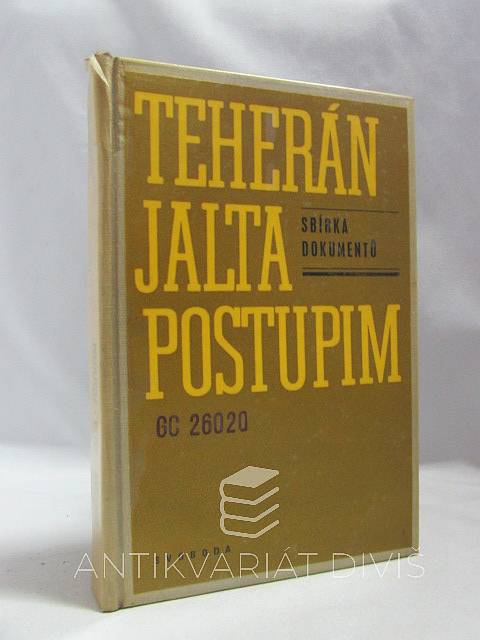 TEHERÁN
JALTA
SBÍRKA
DOKUMENTŮ
POSTUPIM
GC 26020
SVOBODA
ANTIKVARIÁT DIVIŠ